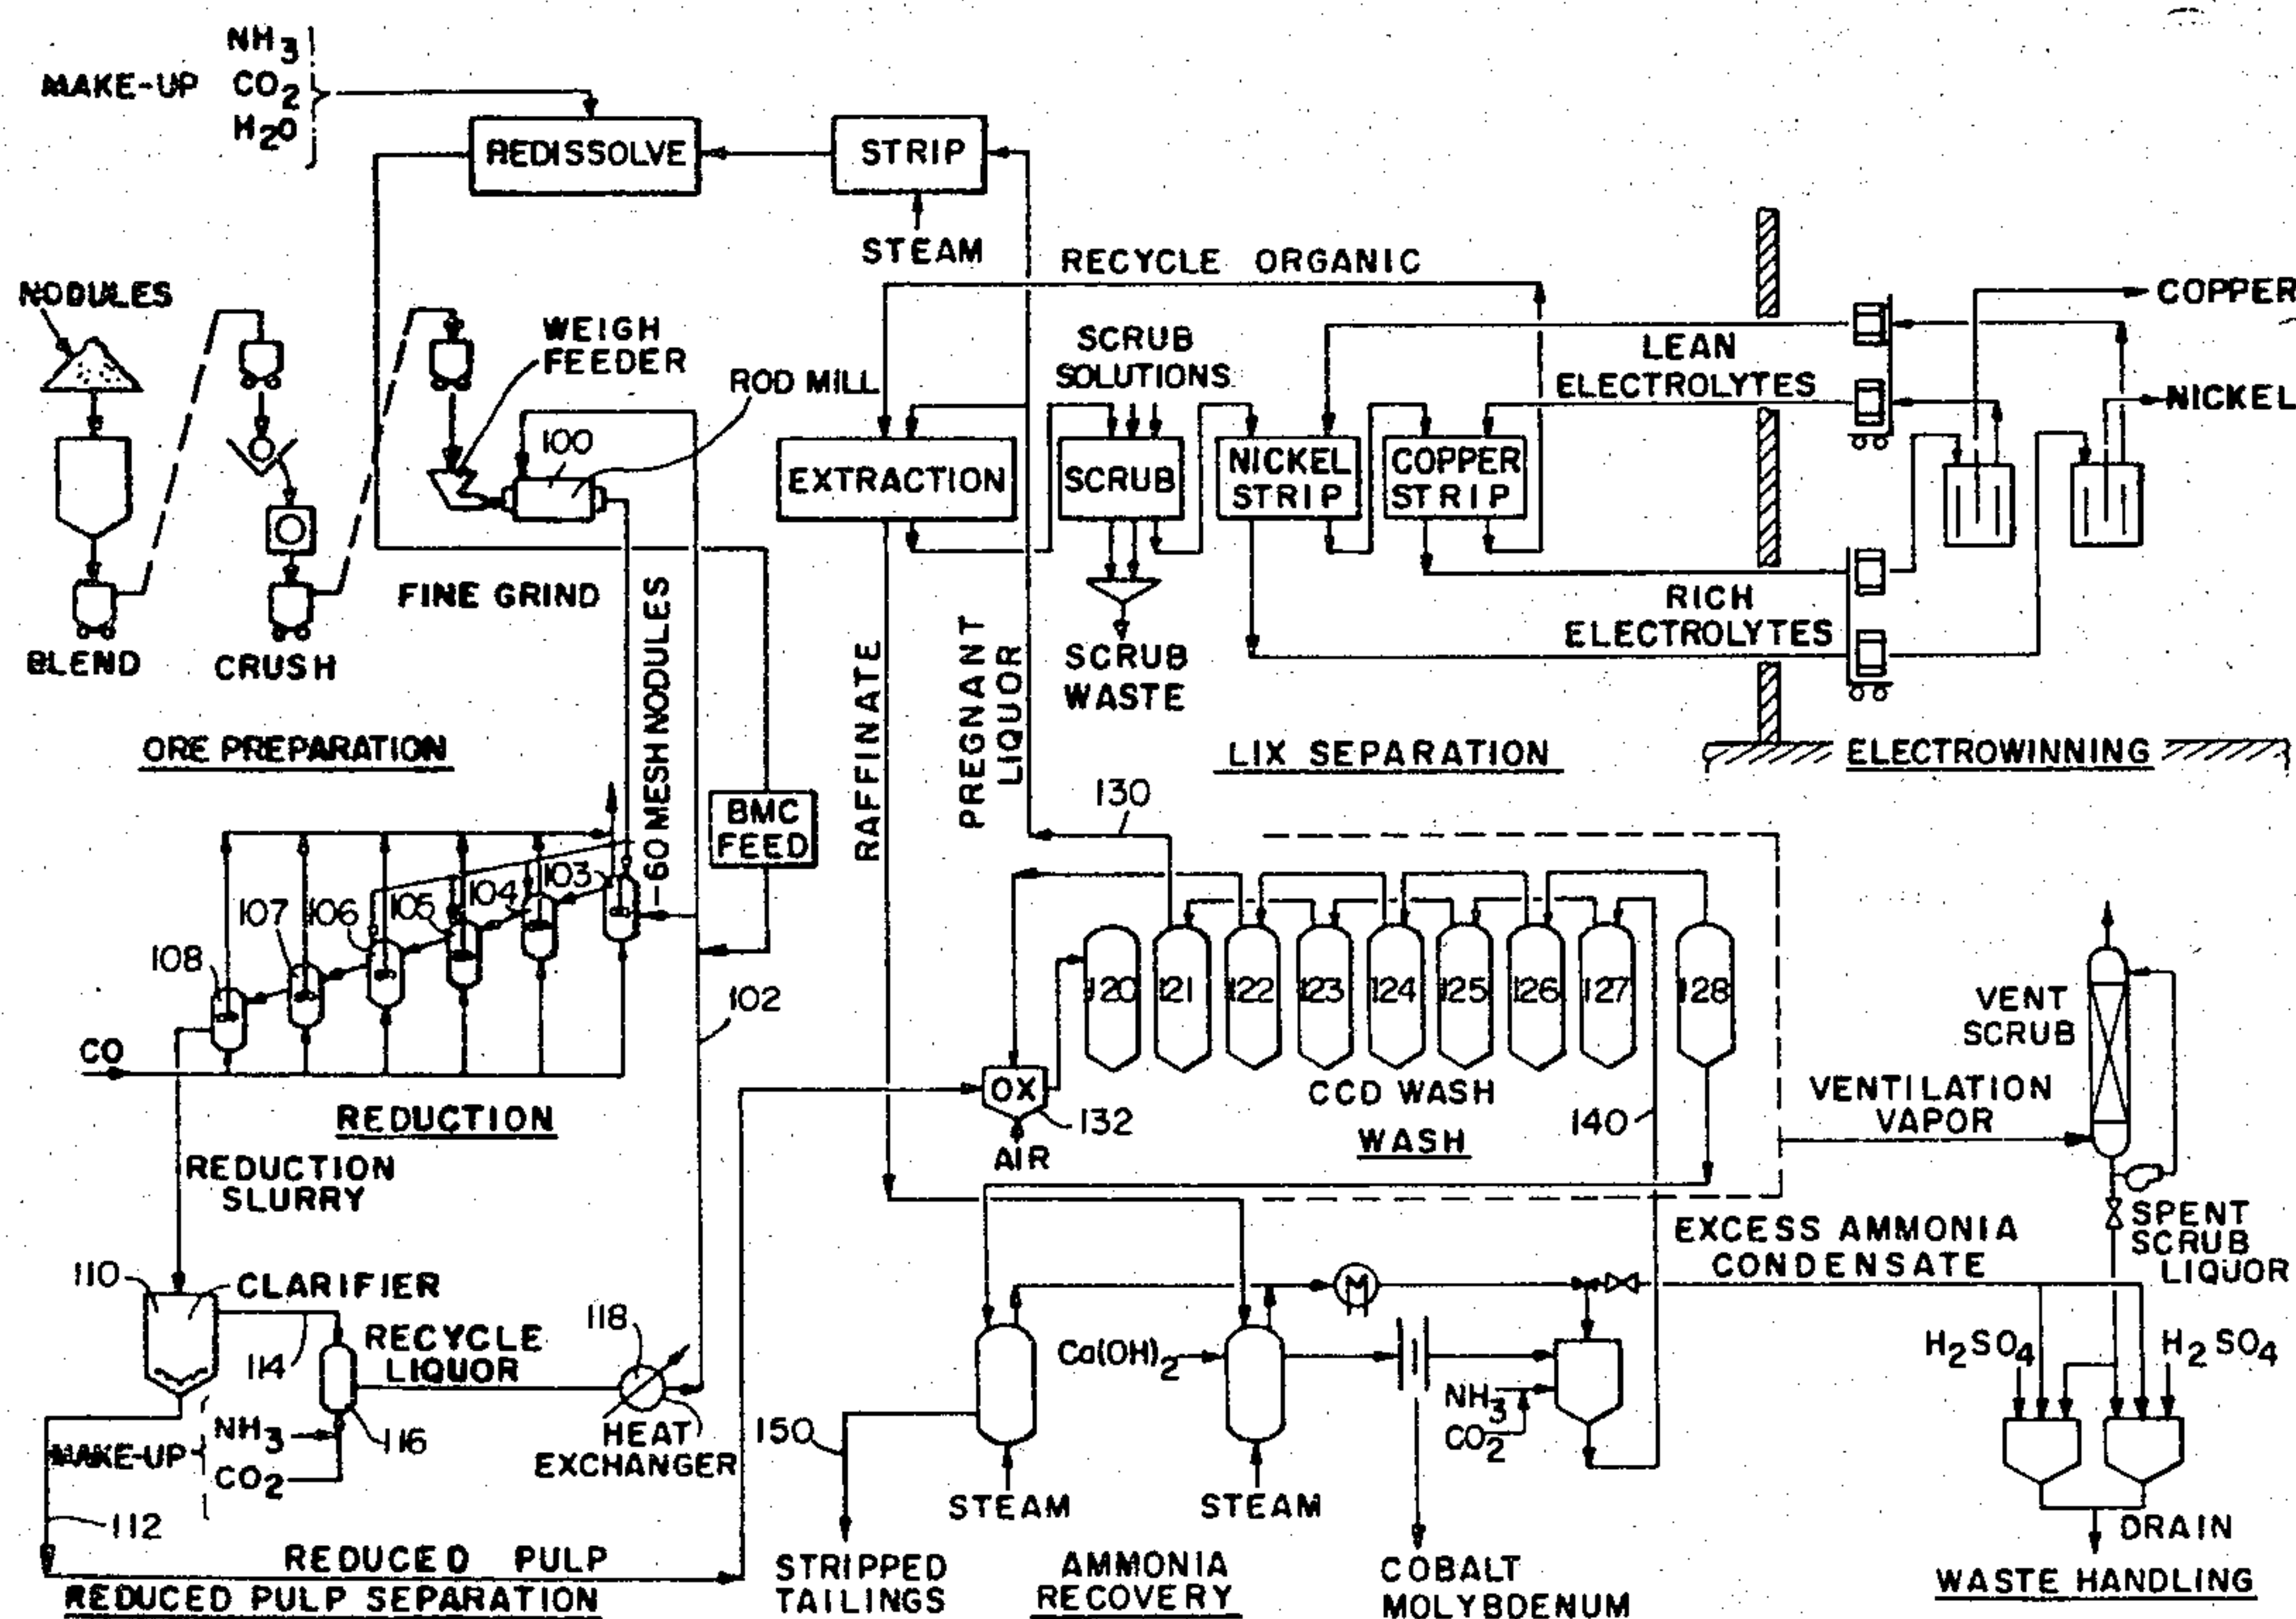 MAKE-UP
NH3
CO2
H2O
REDISSOLVE
STRIP
STEAM
RECYCLE ORGANIC
NODULES
WEIGH
FEEDER
ROD MILL
100
SCRUB
SOLUTIONS
LEAN
ELECTROLYTES
COPPER
NICKEL
EXTRACTION
SCRUB
NICKEL
STRIP
COPPER
STRIP
FINE GRIND
BLEND
CRUSH
-60 MESH NODULES
RAFFINATE
PREGNANT
LIQUOR
SCRUB
WASTE
RICH
ELECTROLYTES
ORE PREPARATION
LIX SEPARATION
ELECTROWINNING
BMC
FEED
130
103
104
105
106
107
108
102
120
121
122
123
124
125
126
127
128
CO
OX
132
AIR
CCD WASH
WASH
140
VENT
SCRUB
VENTILATION
VAPOR
REDUCTION
REDUCTION
SLURRY
SPENT
SCRUB
LIQUOR
EXCESS AMMONIA
CONDENSATE
110
CLARIFIER
114
RECYCLE
LIQUOR
118
M
Ca(OH)2
H2SO4
H2SO4
NH3
CO2
MAKE-UP
NH3
CO2
116
HEAT
EXCHANGER
150
STEAM
STEAM
112
DRAIN
REDUCED PULP
REDUCED PULP SEPARATION
STRIPPED
TAILINGS
AMMONIA
RECOVERY
COBALT
MOLYBDENUM
WASTE HANDLING